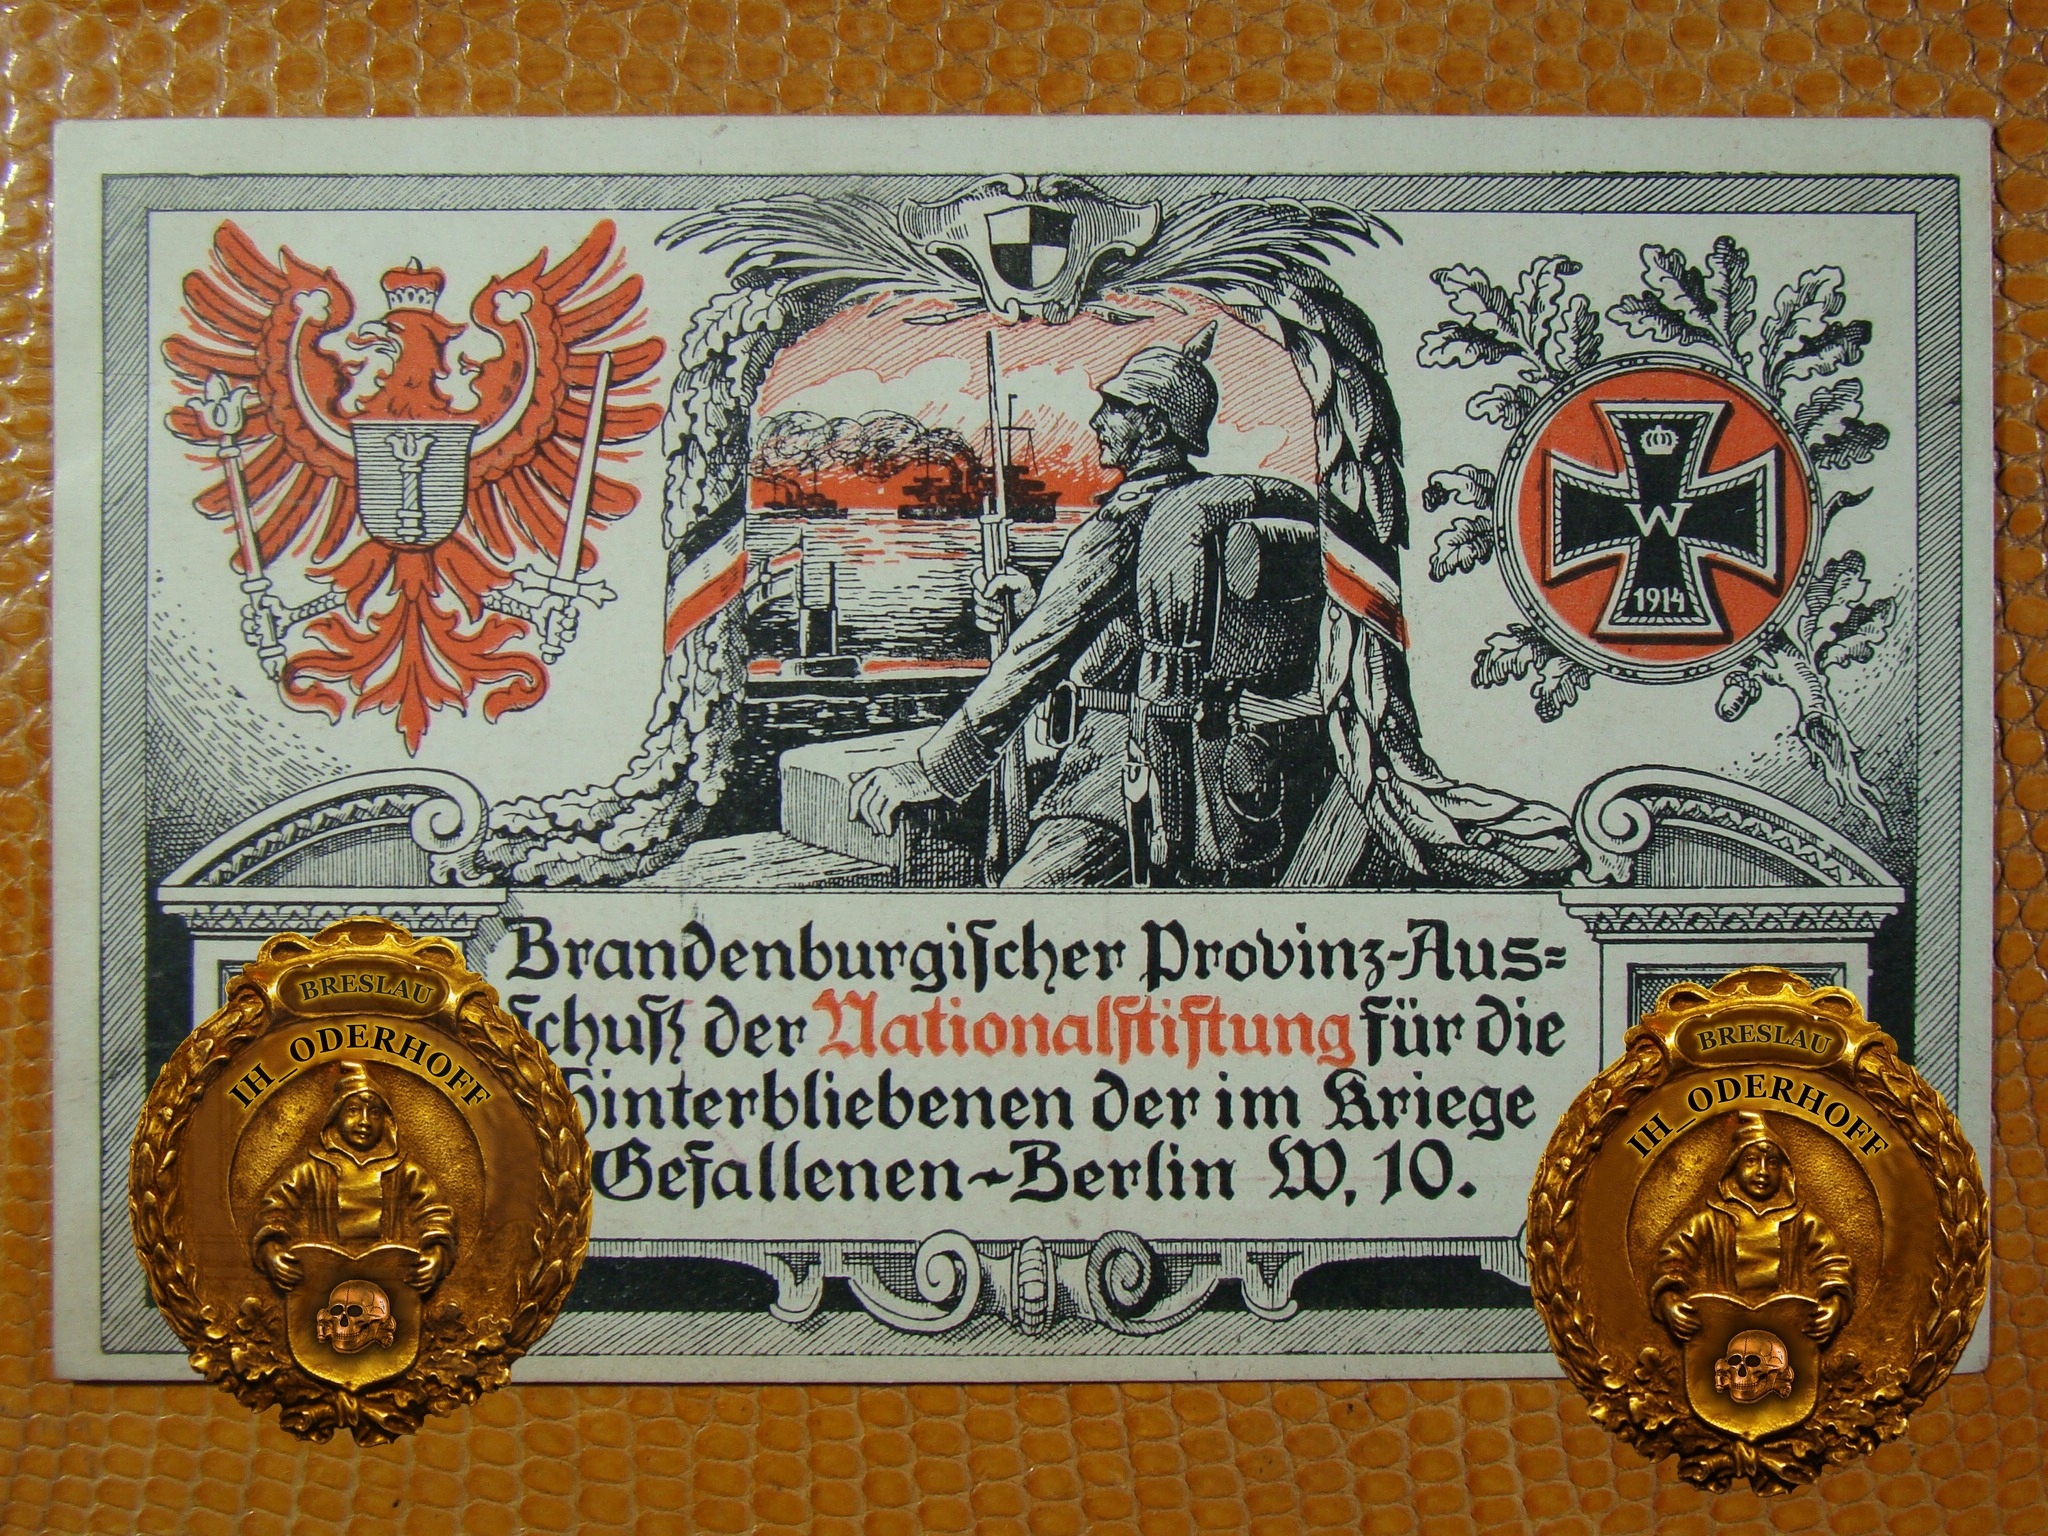 W
1914
Brandenburgischer Provinz-Aus=
schuß der Nationalstiftung für die
Hinterbliebenen der im Kriege
Gefallenen-Berlin W. 10.
BRESLAU
IH_ODERHOFF
BRESLAU
IH_ODERHOFF